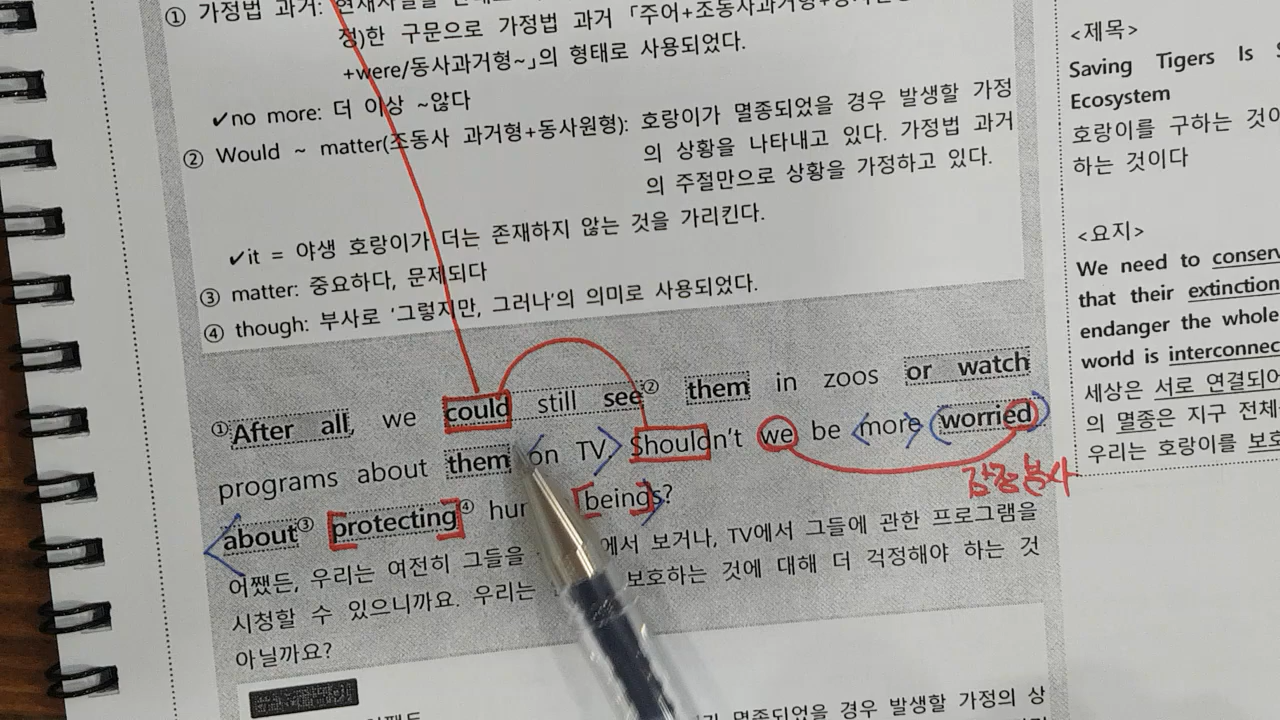 ① 가정법 과거:
정)한 구문으로 가정법 과거 「주어+조동사과거형+
+were/동사과거형~」의 형태로 사용되었다.
✔no more: 더 이상 ~않다
② Would ~ matter(조동사 과거형+동사원형): 호랑이가 멸종되었을 경우 발생할 가정
의 상황을 나타내고 있다. 가정법 과거
의 주절만으로 상황을 가정하고 있다.
✔it = 야생 호랑이가 더는 존재하지 않는 것을 가리킨다.
③ matter: 중요하다, 문제되다
④ though: 부사로 '그렇지만, 그러나'의 의미로 사용되었다.
①After all, we could still see② them in zoos or watch
programs about them on TV Shouldn't we be more worried
감정분사
about③ protecting④ beings?
어쨌든, 우리는 여전히 그들을 에서 보거나, TV에서 그들에 관한 프로그램을
시청할 수 있으니까요. 우리는 보호하는 것에 대해 더 걱정해야 하는 것
아닐까요?
멸종되었을 경우 발생할 가정의 상
<제목>
Saving Tigers Is
Ecosystem
호랑이를 구하는 것이
하는 것이다
<요지>
We need to conser
that their extinction
endanger the whole
world is interconnec
세상은 서로 연결되어
의 멸종은 지구 전체
우리는 호랑이를 보호